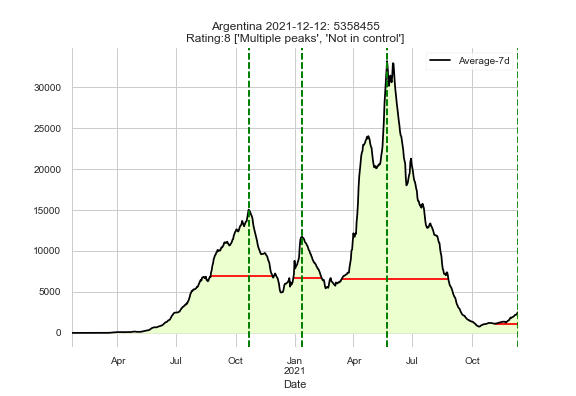 Argentina 2021-12-12: 5358455
Rating:8 ['Multiple peaks', 'Not in control']
Average-7d
30000
25000
20000
15000
10000
5000
0
Apr Jul Oct Jan Apr Jul Oct
2021
Date